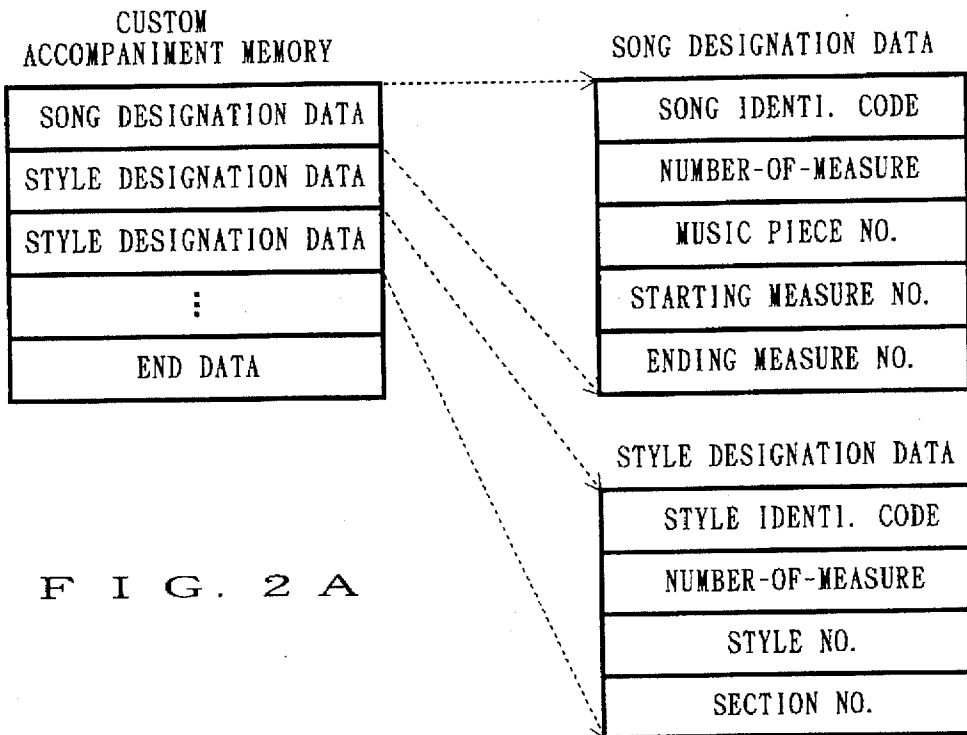 CUSTOM
ACCOMPANIMENT MEMORY
SONG DESIGNATION DATA
STYLE DESIGNATION DATA
STYLE DESIGNATION DATA
⋮
END DATA
SONG DESIGNATION DATA
SONG IDENTI. CODE
NUMBER-OF-MEASURE
MUSIC PIECE NO.
STARTING MEASURE NO.
ENDING MEASURE NO.
STYLE DESIGNATION DATA
STYLE IDENTI. CODE
NUMBER-OF-MEASURE
STYLE NO.
SECTION NO.
FIG. 2A